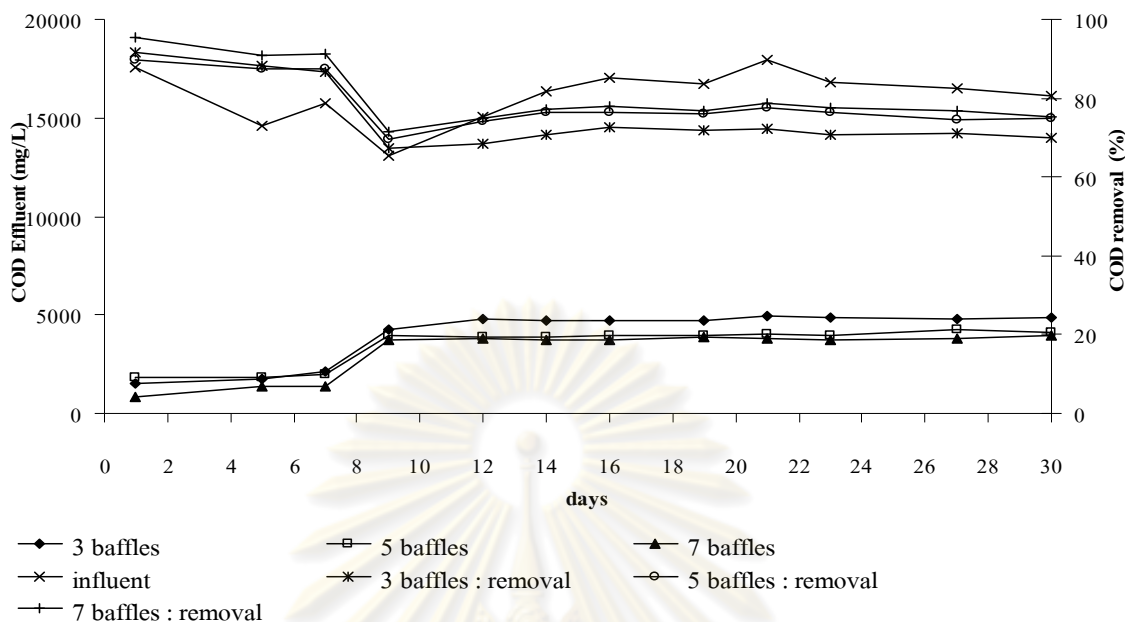 20000
15000
10000
5000
0
COD Effluent (mg/L)
100
80
60
40
20
0
COD removal (%)
0 2 4 6 8 10 12 14 16 18 20 22 24 26 28 30
days
3 baffles 5 baffles 7 baffles
influent 3 baffles : removal 5 baffles : removal
7 baffles : removal